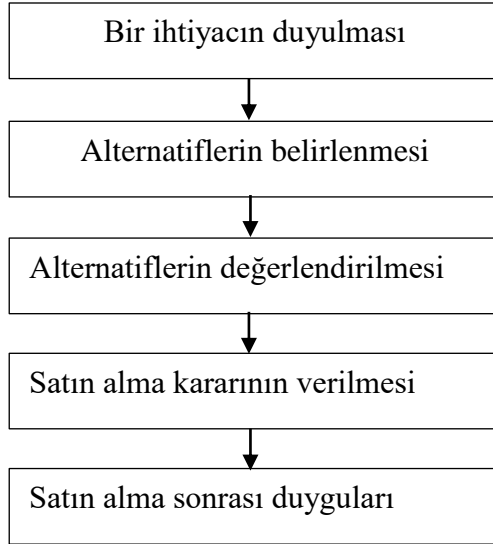 Bir ihtiyacın duyulması
Alternatiflerin belirlenmesi
Alternatiflerin değerlendirilmesi
Satın alma kararının verilmesi
Satın alma sonrası duyguları